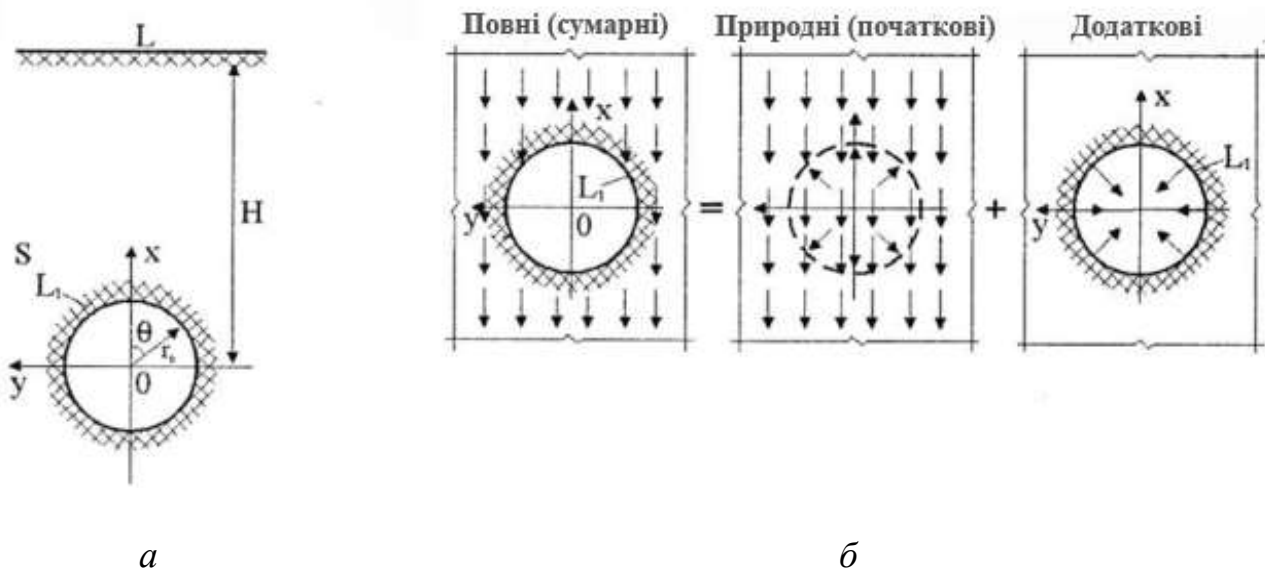 L
H
S
x
L₁
θ
r₀
y
0
а
Повні (сумарні)
Природні (початкові)
Додаткові
x
L₁
y
0
=
+
x
L₁
y
б